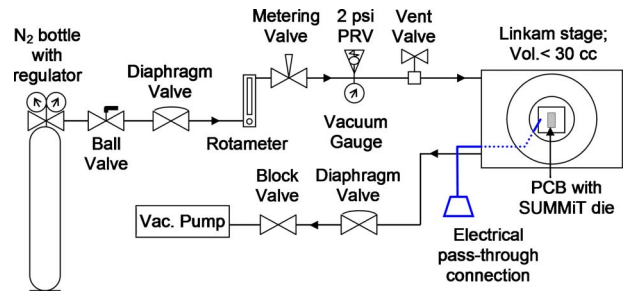 N2 bottle
with
regulator
Ball
Valve
Diaphragm
Valve
Rotameter
Metering
Valve
2 psi
PRV
Vacuum
Gauge
Vent
Valve
Linkam stage;
Vol.< 30 cc
PCB with
SUMMiT die
Electrical
pass-through
connection
Diaphragm
Valve
Block
Valve
Vac. Pump